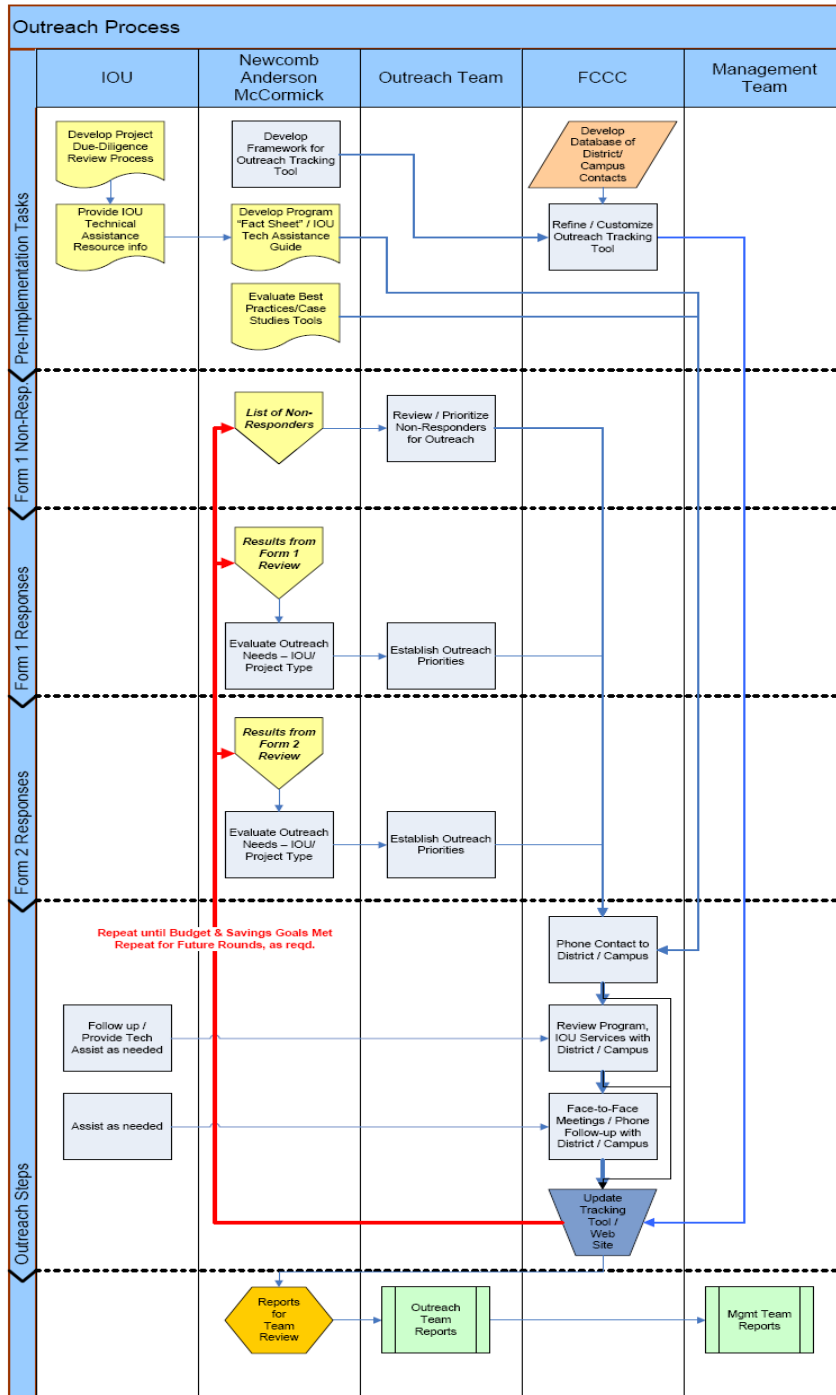 Outreach Process
IOU
Newcomb
Anderson
McCormick
Outreach Team
FCCC
Management
Team
Pre-Implementation Tasks
Develop Project
Due-Diligence
Review Process
Develop
Framework for
Outreach Tracking
Tool
Develop
Database of
District/
Campus
Contacts
Provide IOU
Technical
Assistance
Resource info
Develop Program
"Fact Sheet" / IOU
Tech Assistance
Guide
Refine / Customize
Outreach Tracking
Tool
Evaluate Best
Practices/Case
Studies Tools
Form 1 Non-Resp.
List of Non-
Responders
Review / Prioritize
Non-Responders
for Outreach
Form 1 Responses
Results from
Form 1
Review
Evaluate Outreach
Needs – IOU/
Project Type
Establish Outreach
Priorities
Form 2 Responses
Results from
Form 2
Review
Evaluate Outreach
Needs – IOU/
Project Type
Establish Outreach
Priorities
Outreach Steps
Repeat until Budget & Savings Goals Met
Repeat for Future Rounds, as reqd.
Phone Contact to
District / Campus
Follow up /
Provide Tech
Assist as needed
Review Program,
IOU Services with
District / Campus
Assist as needed
Face-to-Face
Meetings / Phone
Follow-up with
District / Campus
Update
Tracking
Tool /
Web
Site
Reports
for
Team
Review
Outreach
Team
Reports
Mgmt Team
Reports